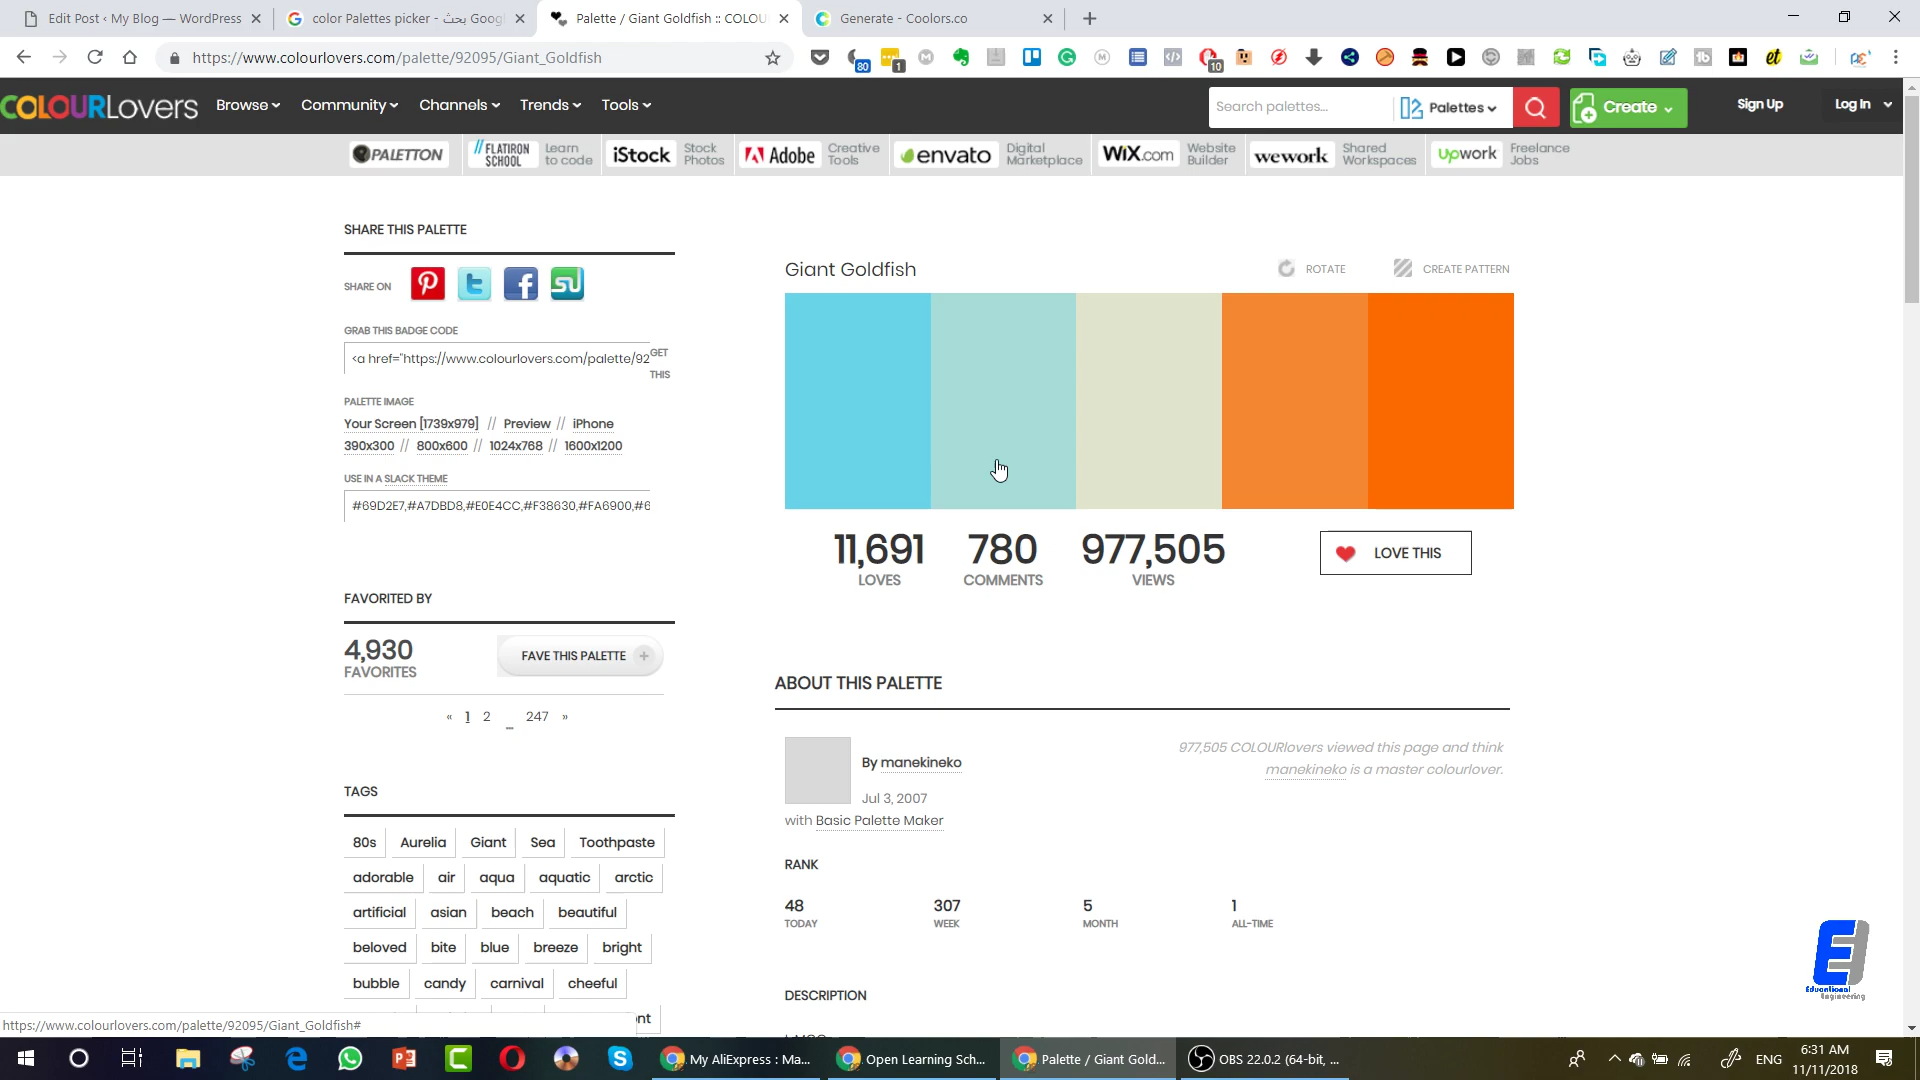 Edit Post ‹ My Blog — WordPress
color Palettes picker - بحث Googl
Palette / Giant Goldfish :: COLOU
Generate - Coolors.co
https://www.colourlovers.com/palette/92095/Giant_Goldfish
80
1
10
COLOURLovers
Browse
Community
Channels
Trends
Tools
Search palettes...
Palettes
Create
Sign Up
Log In
PALETTON
FLATIRON SCHOOL
Learn to code
iStock
Stock Photos
Adobe
Creative Tools
envato
Digital Marketplace
WiX.com
Website Builder
wework
Shared Workspaces
upwork
Freelance Jobs
SHARE THIS PALETTE
SHARE ON
GRAB THIS BADGE CODE
<a href="https://www.colourlovers.com/palette/92
GET THIS
PALETTE IMAGE
Your Screen [1739x979] // Preview // iPhone
390x300 // 800x600 // 1024x768 // 1600x1200
USE IN A SLACK THEME
#69D2E7,#A7DBD8,#E0E4CC,#F38630,#FA6900,#6
FAVORITED BY
4,930
FAVORITES
FAVE THIS PALETTE +
« 1 2 ... 247 »
TAGS
80s Aurelia Giant Sea Toothpaste
adorable air aqua aquatic arctic
artificial asian beach beautiful
beloved bite blue breeze bright
bubble candy carnival cheeful
nt
Giant Goldfish
ROTATE
CREATE PATTERN
11,691
LOVES
780
COMMENTS
977,505
VIEWS
LOVE THIS
ABOUT THIS PALETTE
By manekineko
Jul 3, 2007
with Basic Palette Maker
977,505 COLOURlovers viewed this page and think
manekineko is a master colourlover.
RANK
48
TODAY
307
WEEK
5
MONTH
1
ALL-TIME
DESCRIPTION
Educational Engineering
https://www.colourlovers.com/palette/92095/Giant_Goldfish#
My AliExpress : Ma...
Open Learning Sch...
Palette / Giant Gold...
OBS 22.0.2 (64-bit, ...
ENG
6:31 AM
11/11/2018